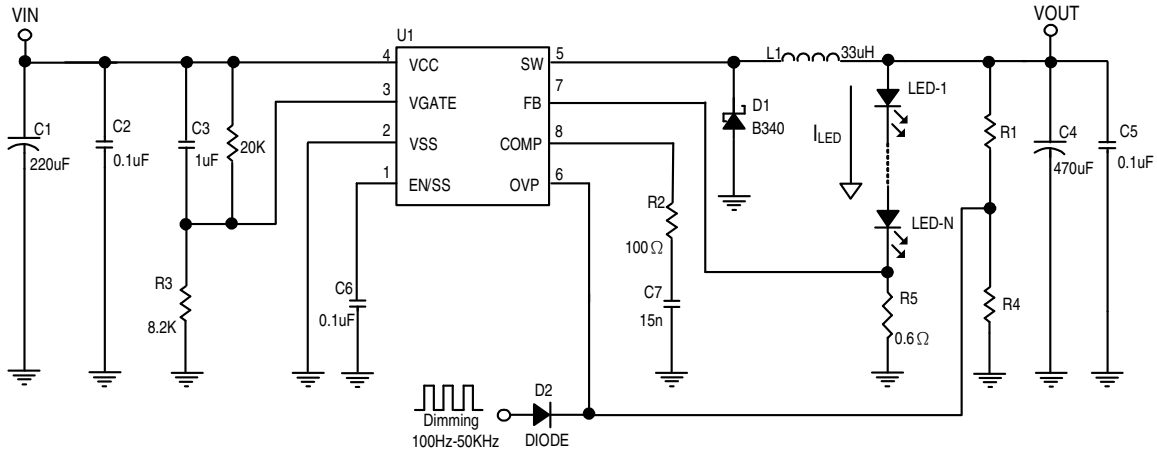 VIN
VOUT
U1
4
VCC
SW
5
L1
33uH
3
VGATE
FB
7
D1
B340
LED-1
C1
220uF
C2
0.1uF
C3
1uF
20K
2
VSS
COMP
8
ILED
R1
C4
470uF
C5
0.1uF
1
EN/SS
OVP
6
R2
100Ω
LED-N
R3
8.2K
C6
0.1uF
C7
15n
R5
0.6Ω
R4
Dimming
100Hz-50KHz
D2
DIODE